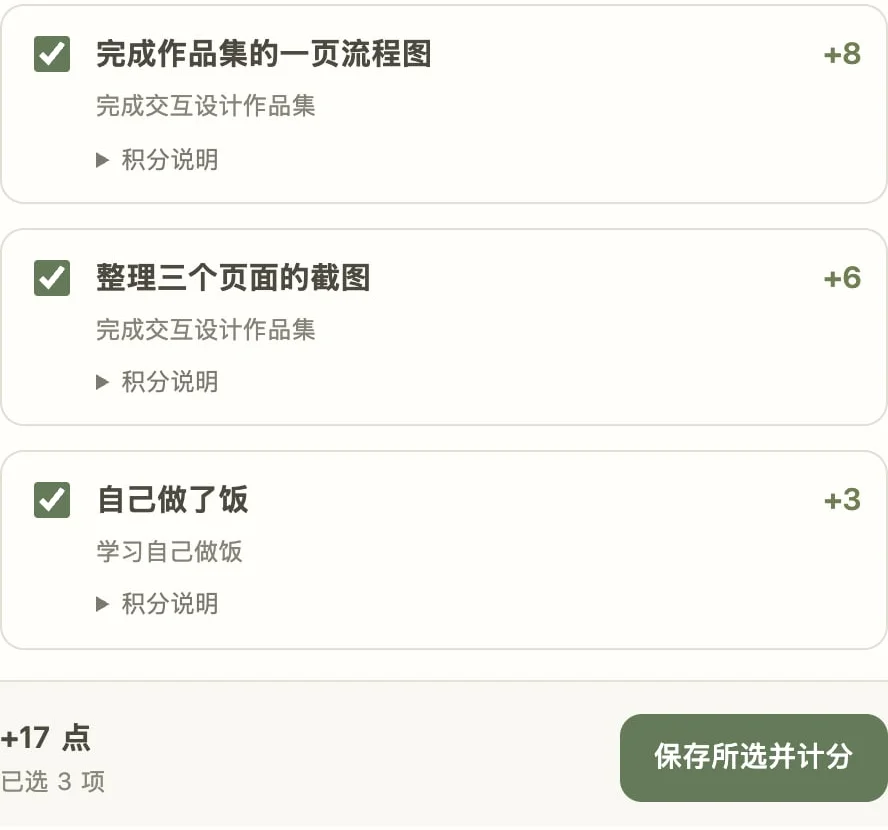 完成作品集的一页流程图 +8
完成交互设计作品集
▶ 积分说明
整理三个页面的截图 +6
完成交互设计作品集
▶ 积分说明
自己做了饭 +3
学习自己做饭
▶ 积分说明
+17 点
已选 3 项
保存所选并计分